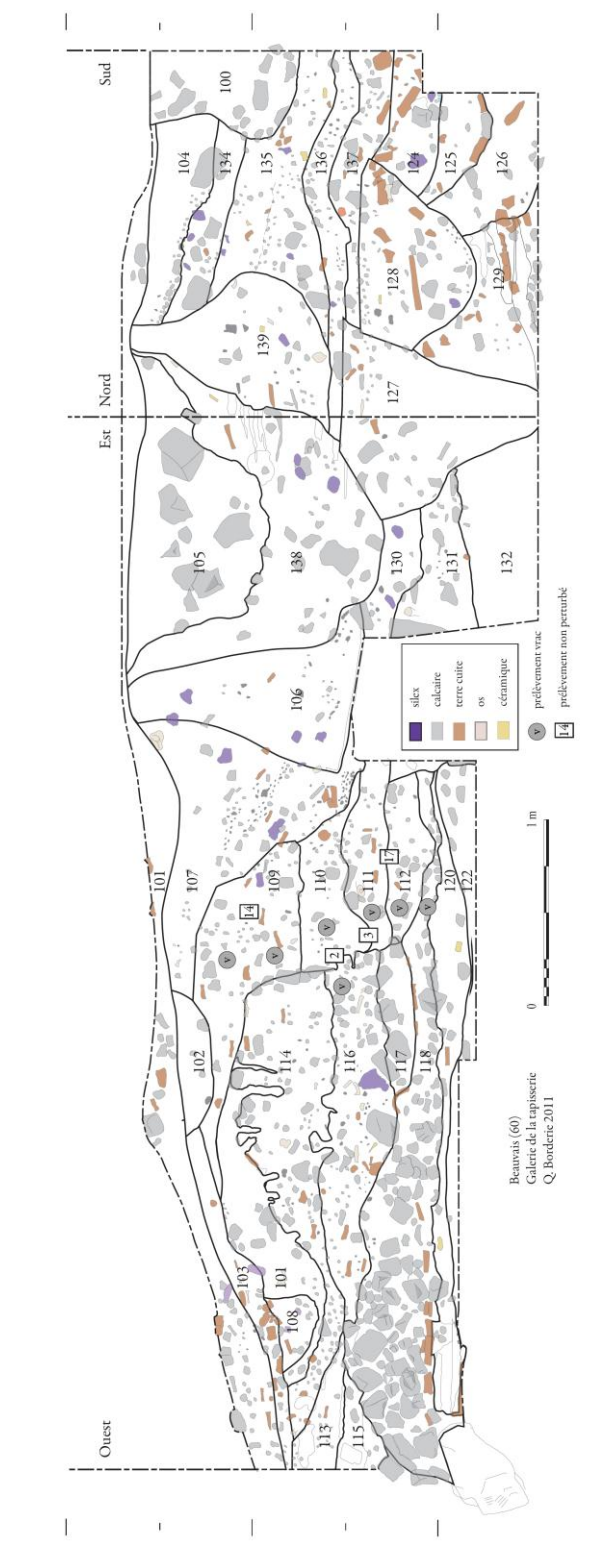 Ouest
Est
Nord
Sud
101
102
103
101
108
113
115
107
109
114
110
116
111
112
117
118
120
122
14
2
3
17
v
v
v
v
v
v
v
106
105
138
130
131
132
139
127
104
134
135
100
136
137
128
124
125
126
129
silex
calcaire
terre cuite
os
céramique
v prélèvement vrac
14 prélèvement non perturbé
0 1 m
Beauvais (60)
Galerie de la tapisserie
Q. Borderie 2011